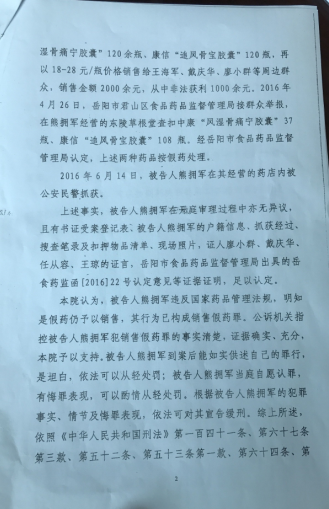 湿骨痛宁胶囊”120余瓶、康信“追风骨宝胶囊”120瓶，再
以18-28元/瓶价格销售给王海军、戴庆华、廖小群等周边群
众，销售金额2000余元，从中非法获利1000余元。2016年
4月26日，岳阳市君山区食品药品监督管理局接群众举报，
在熊拥军经营的东陵草根堂查扣中康“风湿骨痛宁胶囊”37
瓶，康信“追风骨宝胶囊”108瓶，经岳阳市食品药品监督
管理局认定，上述两种药品按假药处理。
2016年6月14日，被告人熊拥军在其经营的药店内被
公安民警抓获。
上述事实，被告人熊拥军在开庭审理过程中亦无异议，
且有书证受案登记表、被告人熊拥军的户籍信息、抓获经过、
搜查笔录及扣押物品清单、现场照片，证人廖小群、戴庆华、
任从容、王琼的证言，岳阳市食品药品监督管理局出具的岳
食药监函[2016]22号认定意见等证据证明，足以认定。
本院认为，被告人熊拥军违反国家药品管理法规，明知
是假药仍予以销售，其行为已构成销售假药罪。公诉机关指
控被告人熊拥军犯销售假药罪的事实清楚，证据确实、充分，
本院予以支持。被告人熊拥军到案后能如实供述自己的罪行，
是坦白，依法可以从轻处罚；被告人熊拥军当庭自愿认罪，
有悔罪表现，可以酌情从轻处罚。根据被告人熊拥军的犯罪
事实、情节及悔罪表现，依法可对其宣告缓刑。综上所述，
依照《中华人民共和国刑法》第一百四十一条、第六十七条
第三款、第五十二条、第五十三条第一款、第六十四条、第
2